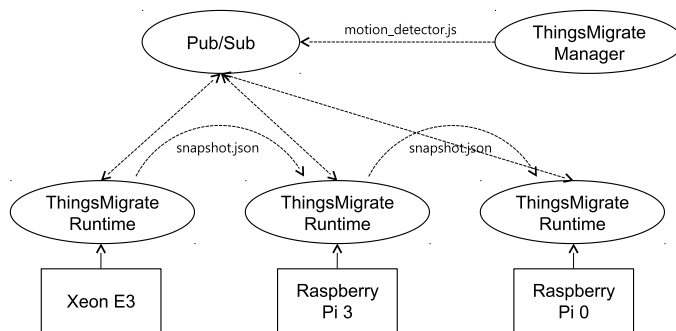 Pub/Sub
motion_detector.js
ThingsMigrate
Manager
snapshot.json
snapshot.json
ThingsMigrate
Runtime
ThingsMigrate
Runtime
ThingsMigrate
Runtime
Xeon E3
Raspberry
Pi 3
Raspberry
Pi 0